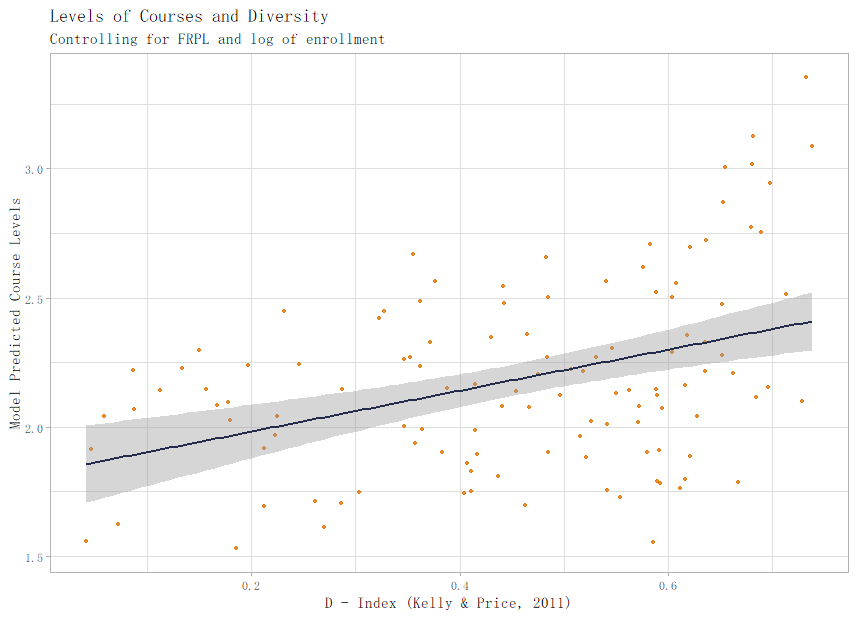 Levels of Courses and Diversity
Controlling for FRPL and log of enrollment
Model Predicted Course Levels
3.0
2.5
2.0
1.5
0.2 0.4 0.6
D - Index (Kelly & Price, 2011)